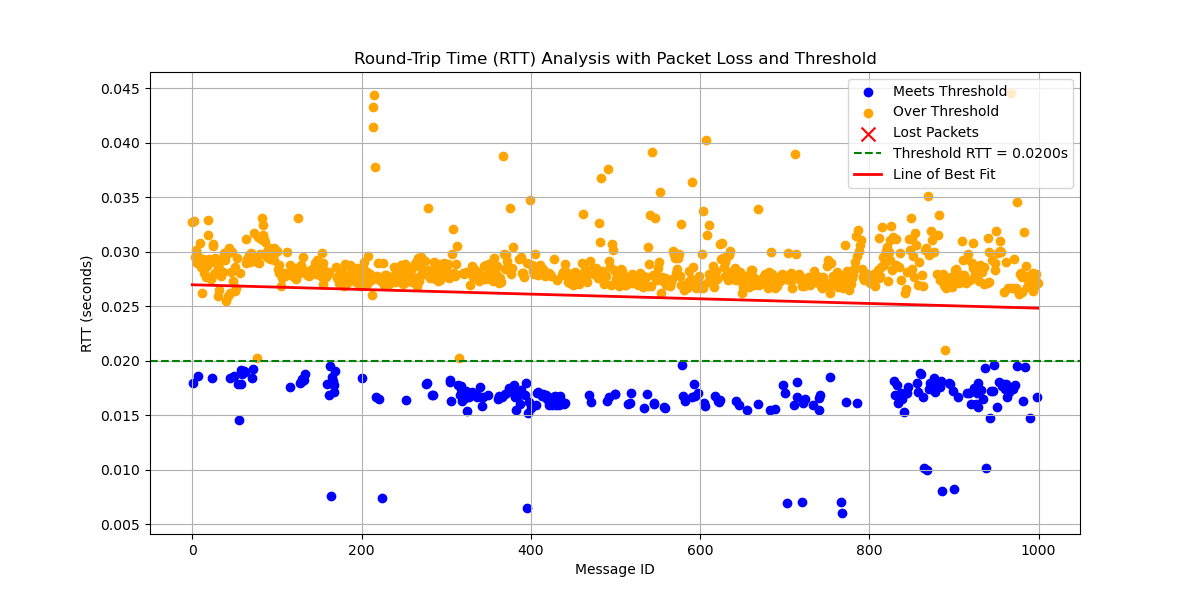 Round-Trip Time (RTT) Analysis with Packet Loss and Threshold
RTT (seconds)
0.045
0.040
0.035
0.030
0.025
0.020
0.015
0.010
0.005
Meets Threshold
Over Threshold
Lost Packets
Threshold RTT = 0.0200s
Line of Best Fit
0
200
400
600
800
1000
Message ID